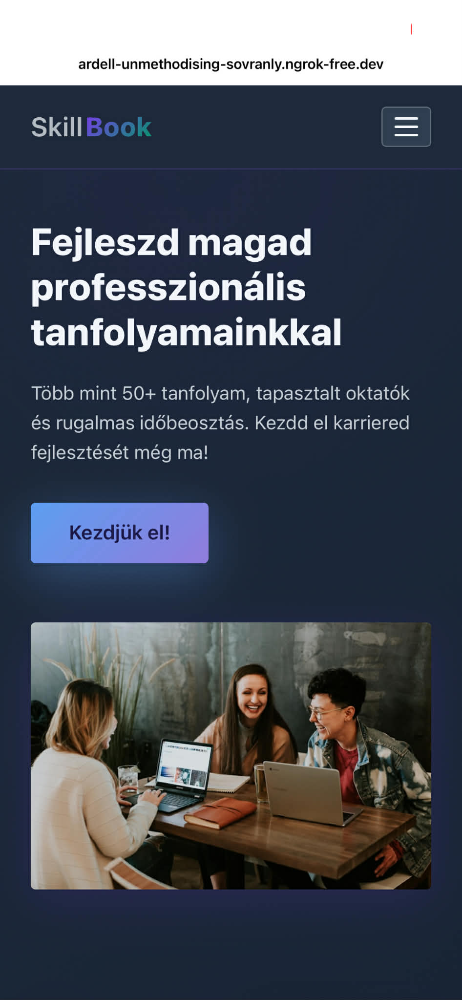 ardell-unmethodising-sovranly.ngrok-free.dev
SkillBook
Fejleszd magad
professzionális
tanfolyamainkkal
Több mint 50+ tanfolyam, tapasztalt oktatók
és rugalmas időbeosztás. Kezdd el karriered
fejlesztését még ma!
Kezdjük el!